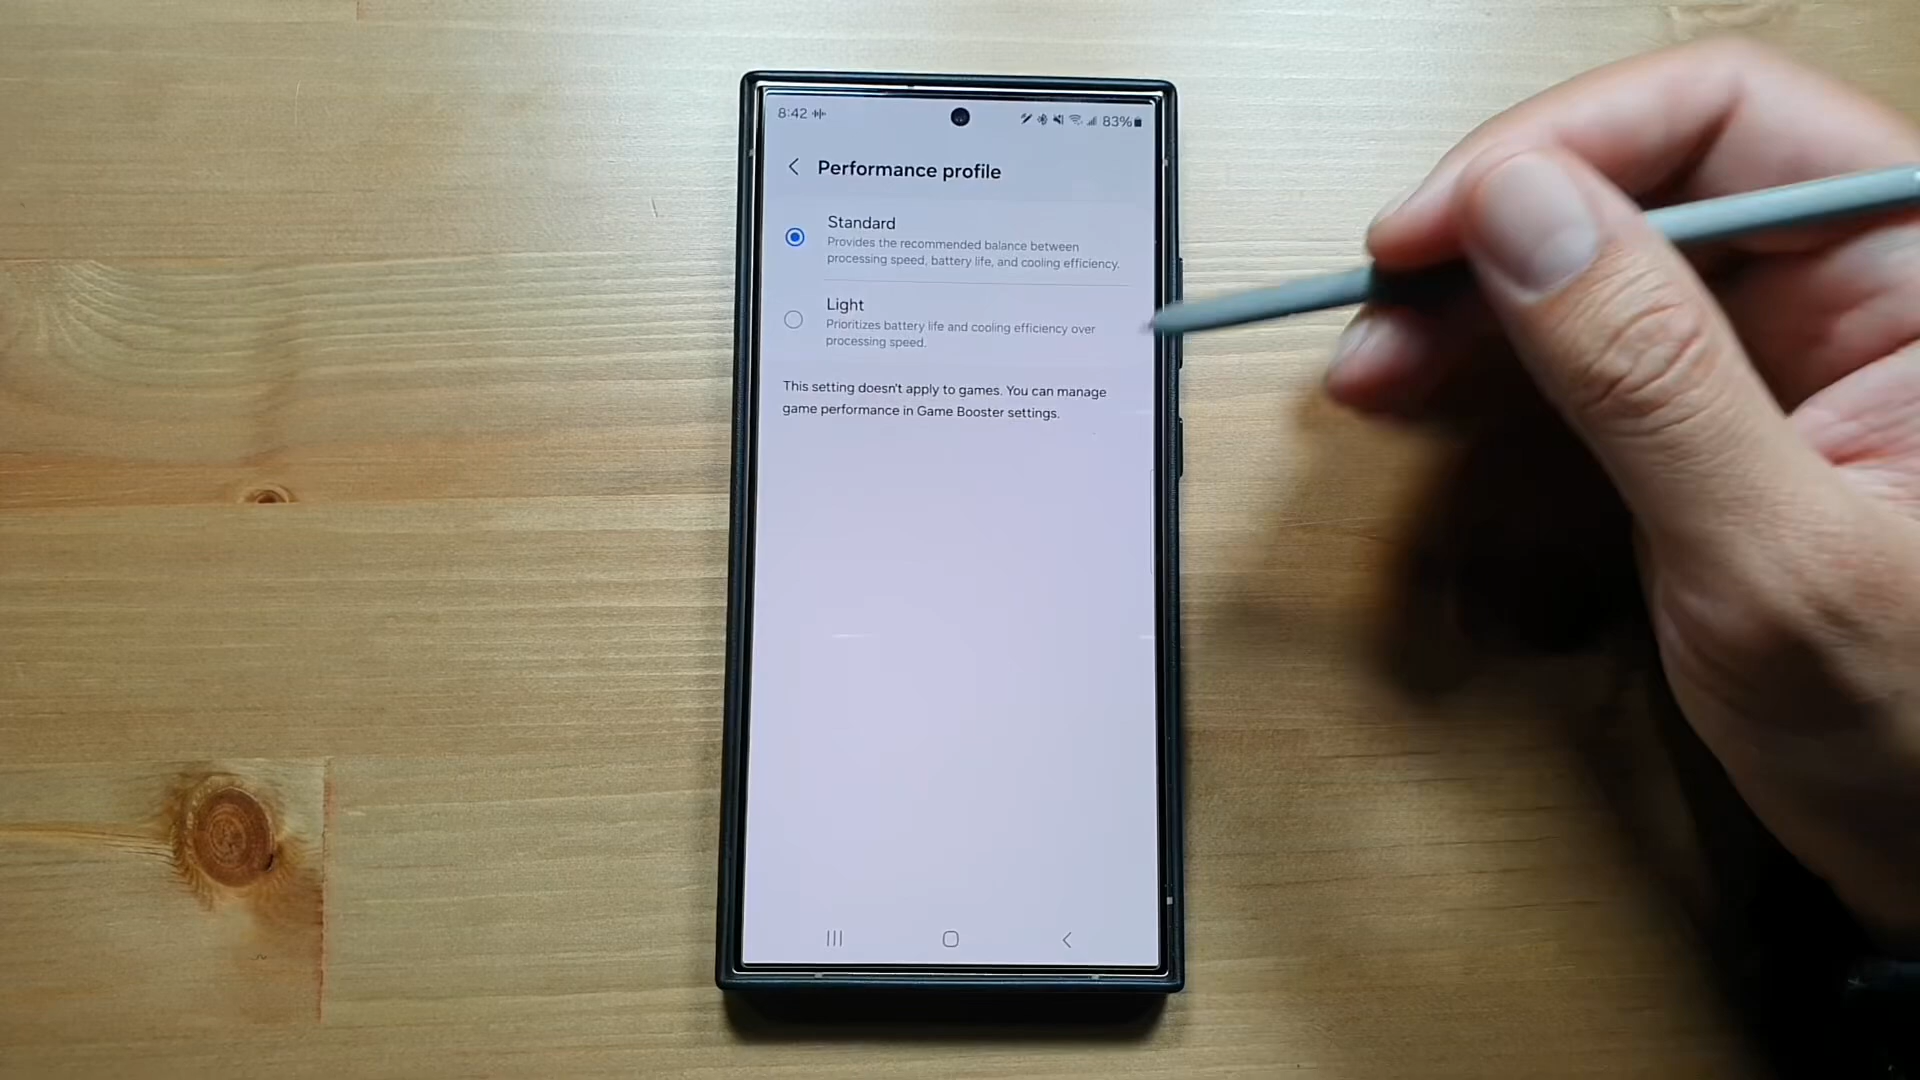 8:42
83%
Performance profile
Standard
Provides the recommended balance between
processing speed, battery life, and cooling efficiency.
Light
Prioritizes battery life and cooling efficiency over
processing speed.
This setting doesn't apply to games. You can manage
game performance in Game Booster settings.